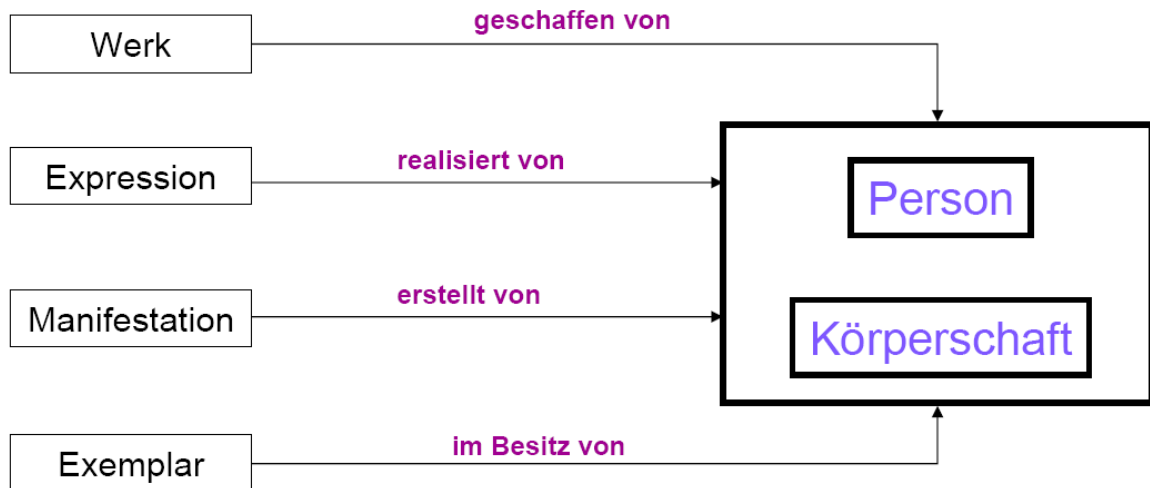 geschaffen von
Werk
realisiert von
Expression
Person
erstellt von
Manifestation
Körperschaft
im Besitz von
Exemplar